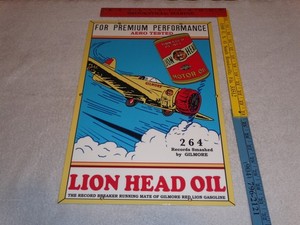 FOR PREMIUM PERFORMANCE
AERO TESTED
LION HEAD
MOTOR OIL
264
Records Smashed
by GILMORE
LION HEAD OIL
THE RECORD BREAKER RUNNING MATE OF GILMORE RED LION GASOLINE